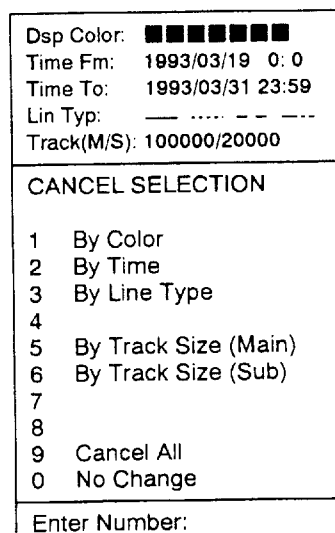 Dsp Color: ■■■■■■■
Time Fm: 1993/03/19 0: 0
Time To: 1993/03/31 23:59
Lin Typ: —— ····· – – —··
Track(M/S): 100000/20000
CANCEL SELECTION
1 By Color
2 By Time
3 By Line Type
4
5 By Track Size (Main)
6 By Track Size (Sub)
7
8
9 Cancel All
0 No Change
Enter Number: